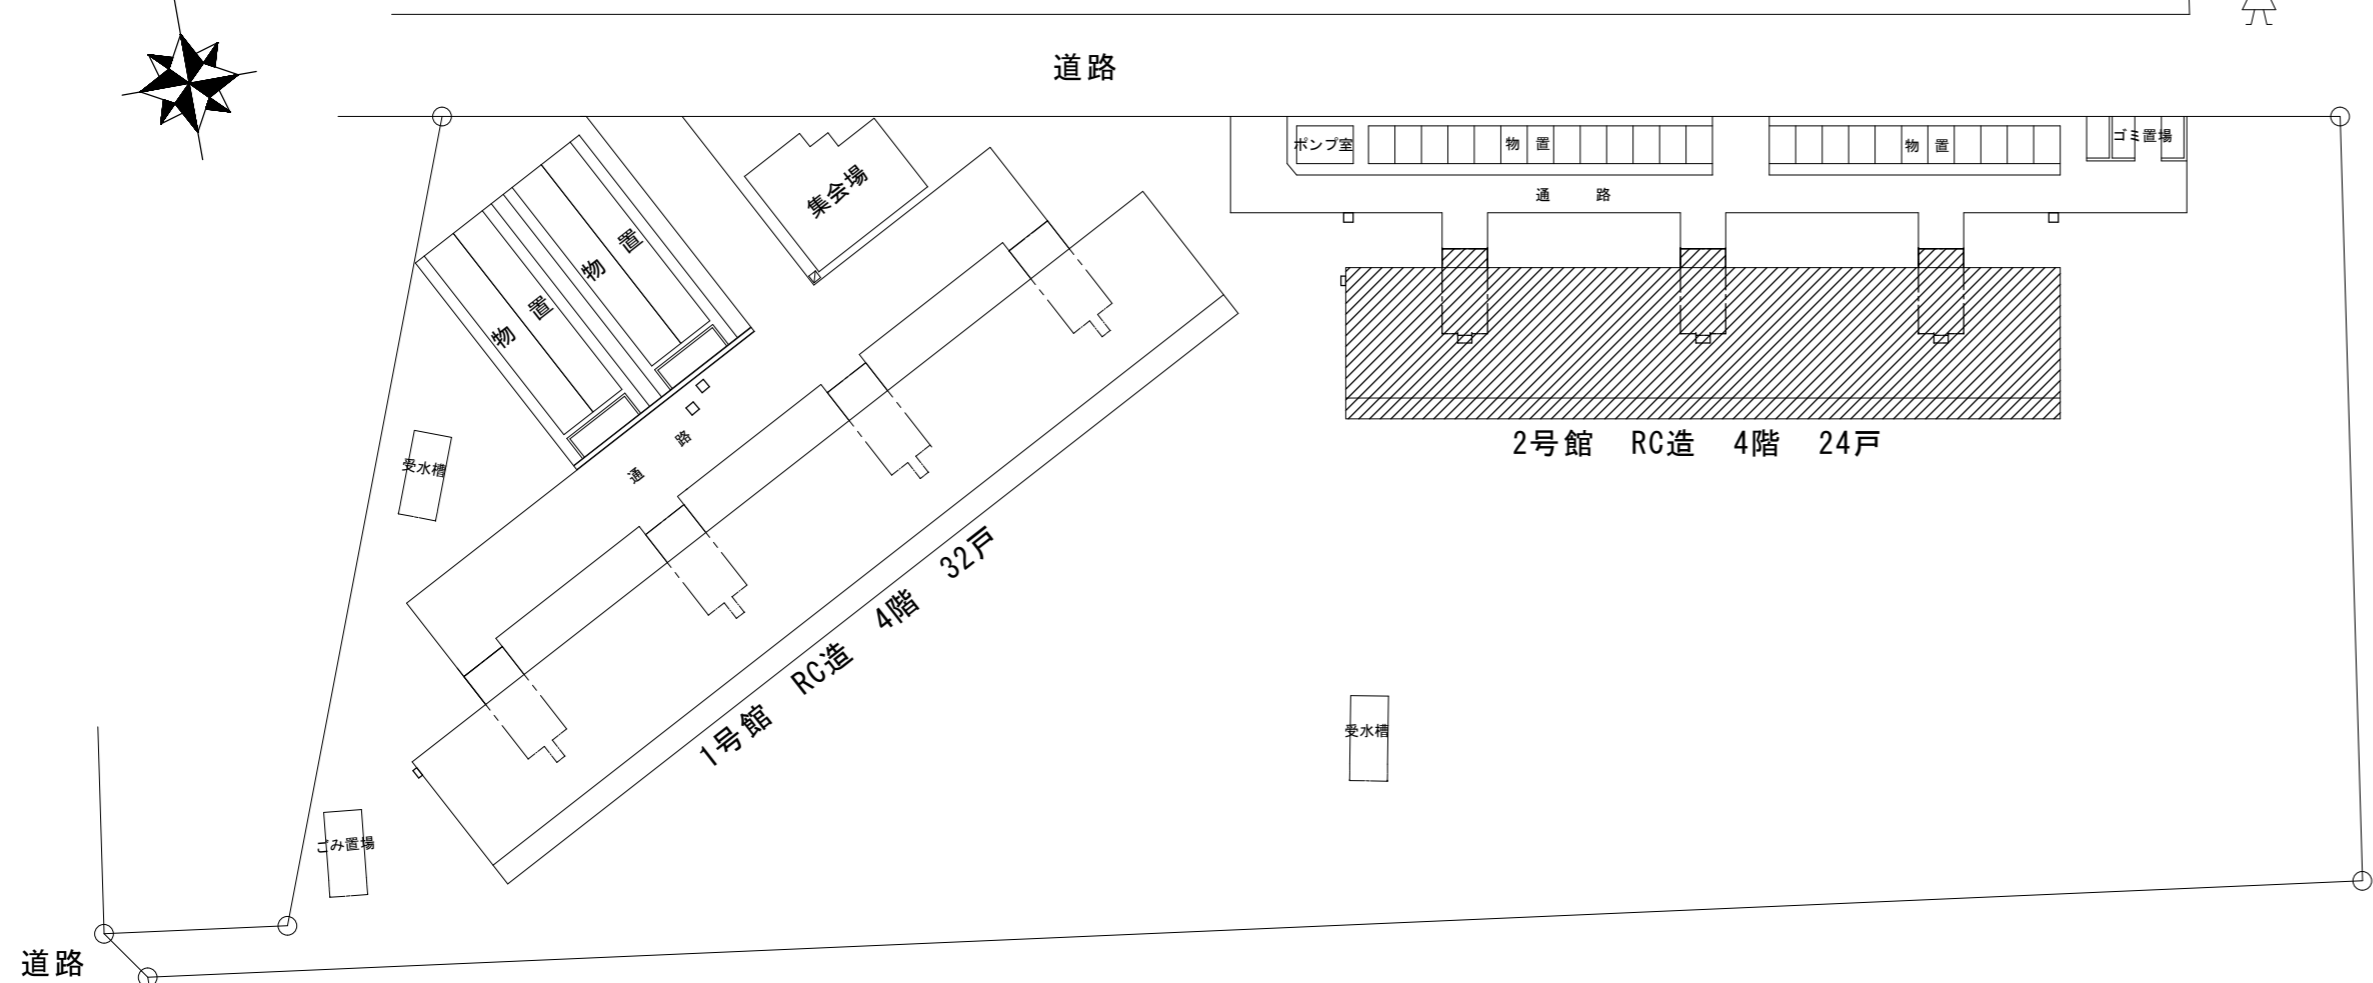 道路
ポンプ室
物置
物置
ゴミ置場
通路
集会場
物置
物置
通路
受水槽
2号館 RC造 4階 24戸
1号館 RC造 4階 32戸
受水槽
ごみ置場
道路